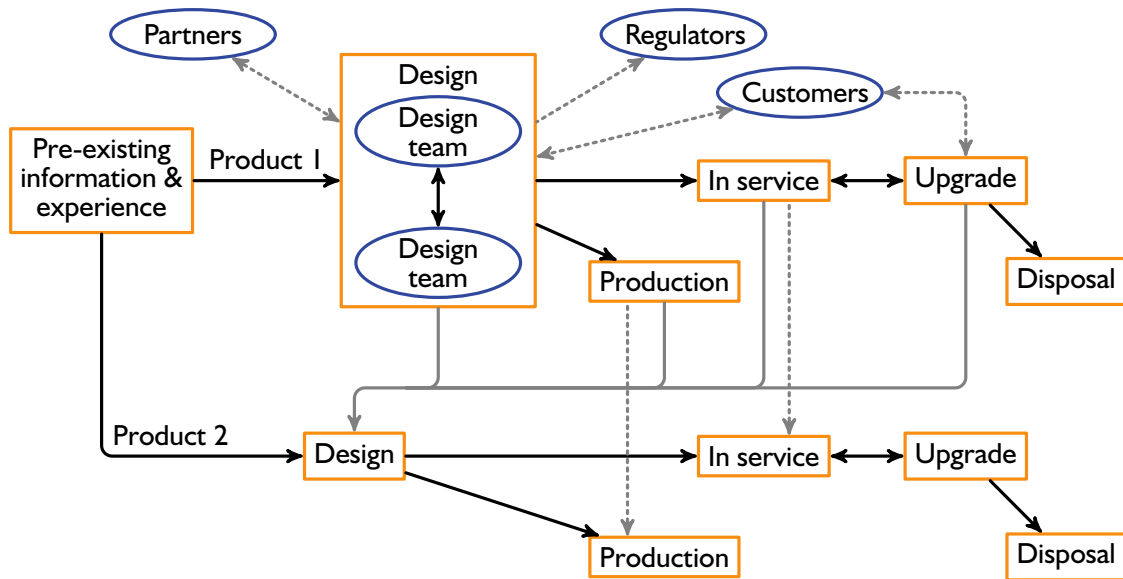 Partners
Regulators
Design
Customers
Design
team
Pre-existing
information &
experience
Product 1
In service
Upgrade
Design
team
Production
Disposal
Product 2
Design
In service
Upgrade
Production
Disposal